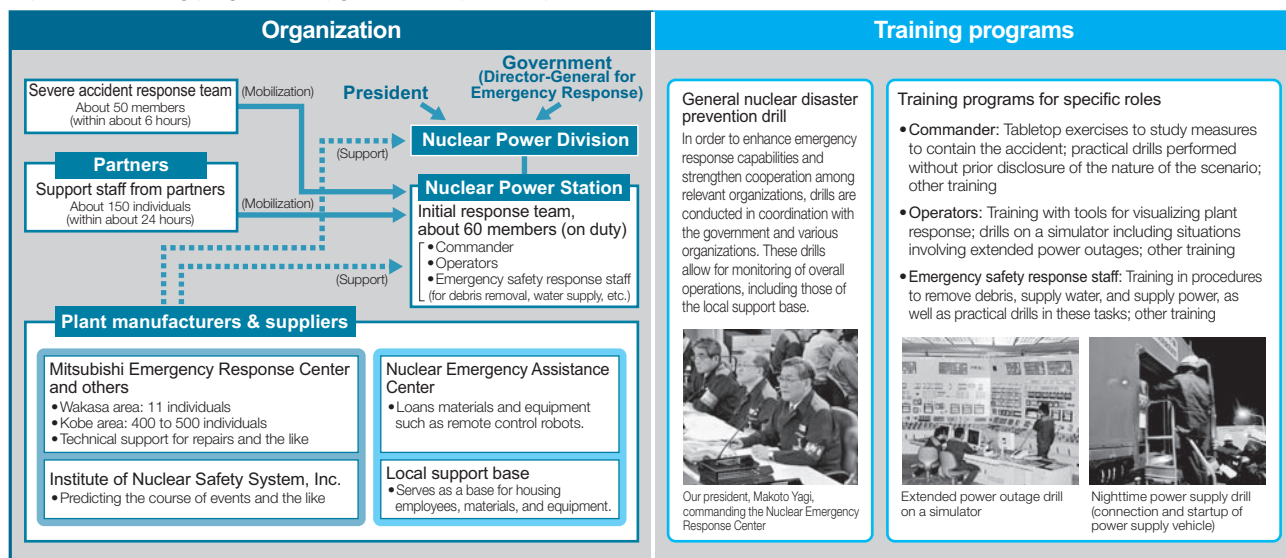 Organization
Severe accident response team
About 50 members
(within about 6 hours)
(Mobilization)
Partners
Support staff from partners
About 150 individuals
(within about 24 hours)
(Mobilization)
President
Government
(Director-General for
Emergency Response)
(Support)
Nuclear Power Division
Nuclear Power Station
Initial response team,
about 60 members (on duty)
•Commander
•Operators
•Emergency safety response staff
(for debris removal, water supply, etc.)
(Support)
Plant manufacturers & suppliers
Mitsubishi Emergency Response Center
and others
•Wakasa area: 11 individuals
•Kobe area: 400 to 500 individuals
•Technical support for repairs and the like
Institute of Nuclear Safety System, Inc.
•Predicting the course of events and the like
Nuclear Emergency Assistance
Center
•Loans materials and equipment
such as remote control robots.
Local support base
•Serves as a base for housing
employees, materials, and equipment.
Training programs
General nuclear disaster
prevention drill
In order to enhance emergency
response capabilities and
strengthen cooperation among
relevant organizations, drills are
conducted in coordination with
the government and various
organizations. These drills
allow for monitoring of overall
operations, including those of
the local support base.
Our president, Makoto Yagi,
commanding the Nuclear Emergency
Response Center
Training programs for specific roles
•Commander: Tabletop exercises to study measures
to contain the accident; practical drills performed
without prior disclosure of the nature of the scenario;
other training
•Operators: Training with tools for visualizing plant
response; drills on a simulator including situations
involving extended power outages; other training
•Emergency safety response staff: Training in procedures
to remove debris, supply water, and supply power, as
well as practical drills in these tasks; other training
Extended power outage drill
on a simulator
Nighttime power supply drill
(connection and startup of
power supply vehicle)